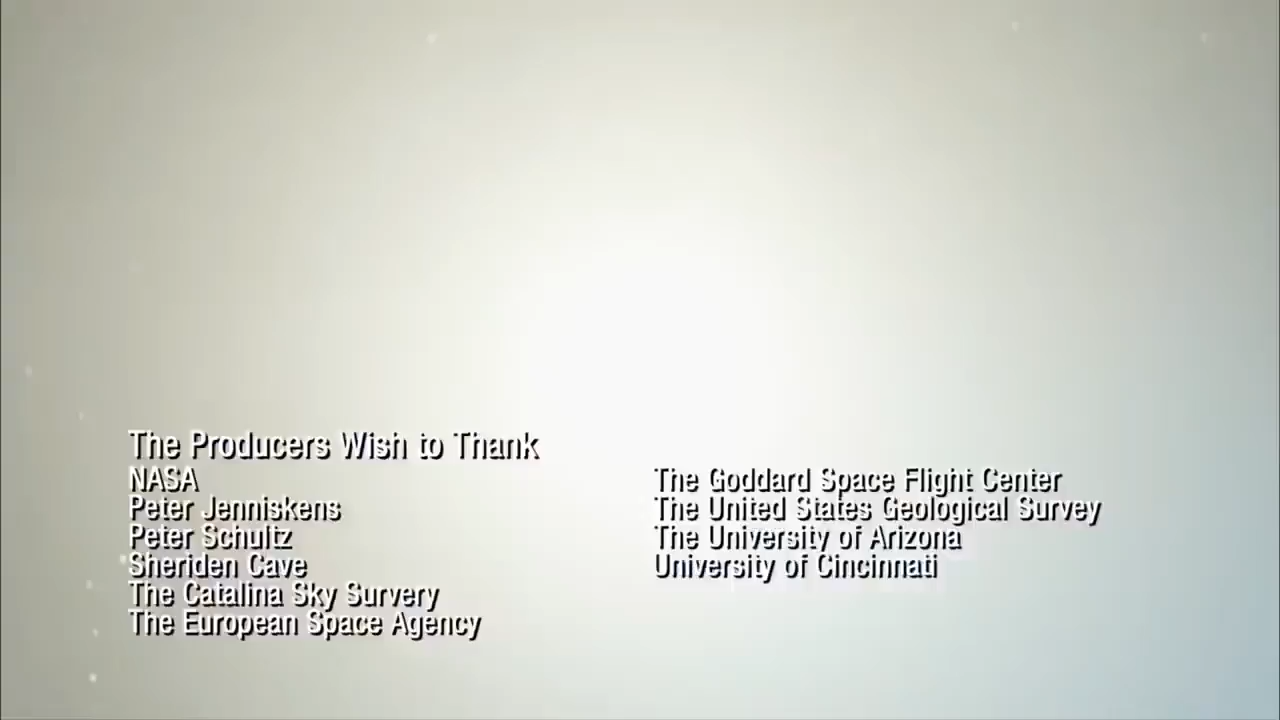 The Producers Wish to Thank
NASA
Peter Jenniskens
Peter Schultz
Sheriden Cave
The Catalina Sky Survery
The European Space Agency
The Goddard Space Flight Center
The United States Geological Survey
The University of Arizona
University of Cincinnati